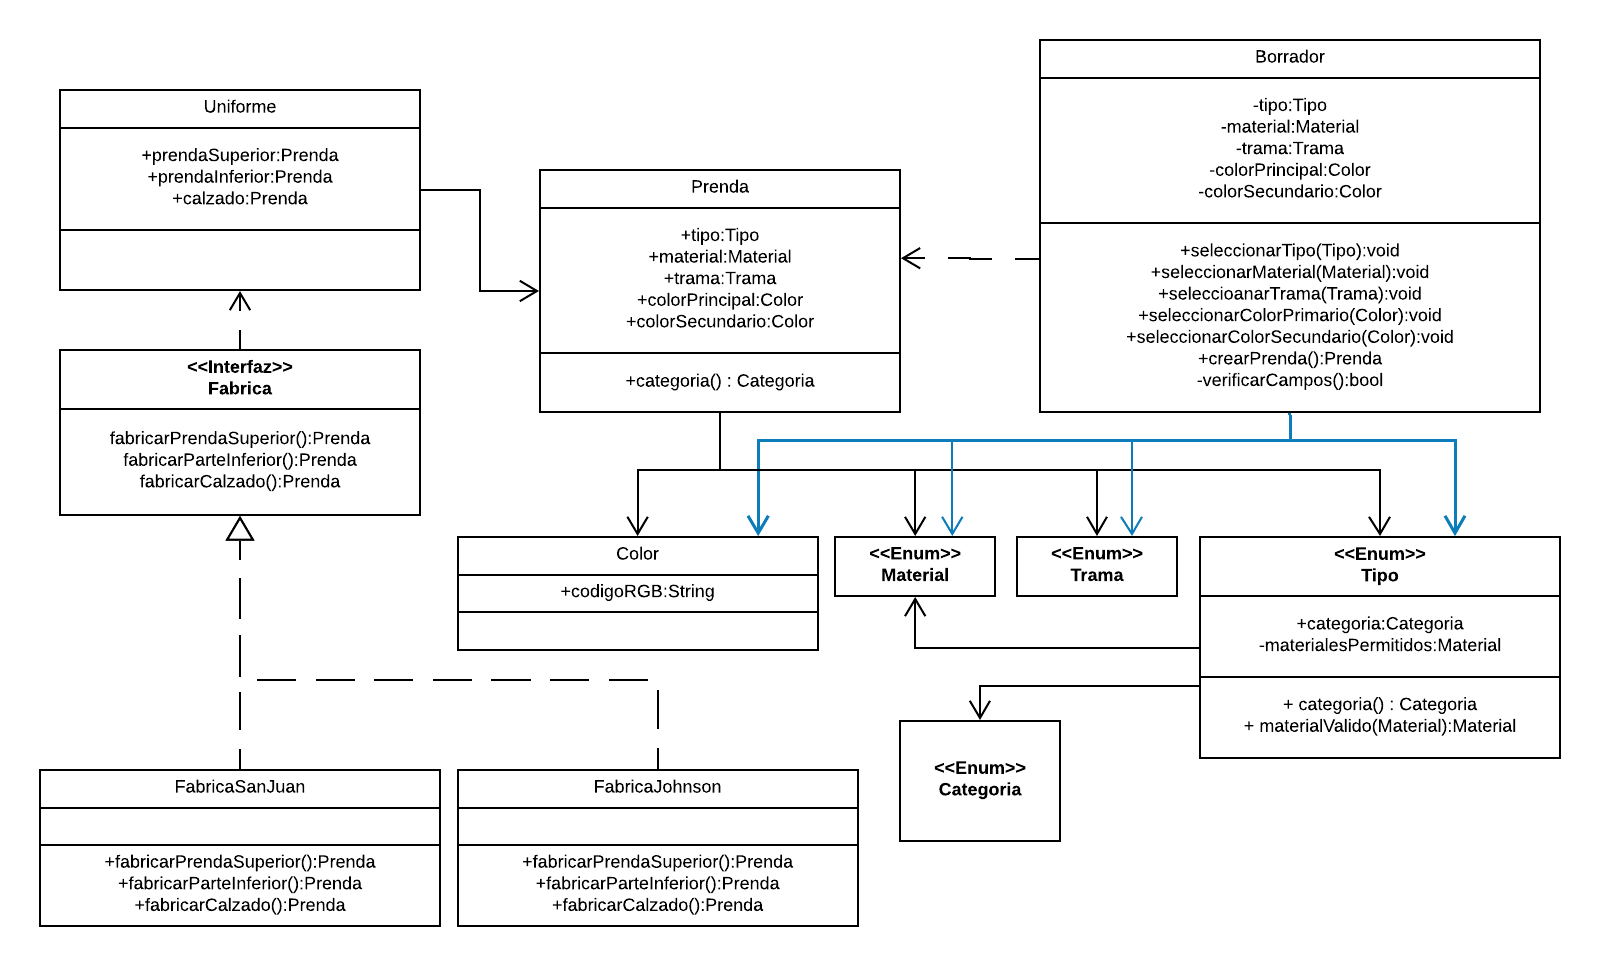 Borrador
-tipo:Tipo
-material:Material
-trama:Trama
-colorPrincipal:Color
-colorSecundario:Color
+seleccionarTipo(Tipo):void
+seleccionarMaterial(Material):void
+seleccioanarTrama(Trama):void
+seleccionarColorPrimario(Color):void
+seleccionarColorSecundario(Color):void
+crearPrenda():Prenda
-verificarCampos():bool
Uniforme
+prendaSuperior:Prenda
+prendaInferior:Prenda
+calzado:Prenda
Prenda
+tipo:Tipo
+material:Material
+trama:Trama
+colorPrincipal:Color
+colorSecundario:Color
+categoria() : Categoria
<<Interfaz>>
Fabrica
fabricarPrendaSuperior():Prenda
fabricarParteInferior():Prenda
fabricarCalzado():Prenda
Color
+codigoRGB:String
<<Enum>>
Material
<<Enum>>
Trama
<<Enum>>
Tipo
+categoria:Categoria
-materialesPermitidos:Material
+ categoria() : Categoria
+ materialValido(Material):Material
<<Enum>>
Categoria
FabricaSanJuan
+fabricarPrendaSuperior():Prenda
+fabricarParteInferior():Prenda
+fabricarCalzado():Prenda
FabricaJohnson
+fabricarPrendaSuperior():Prenda
+fabricarParteInferior():Prenda
+fabricarCalzado():Prenda